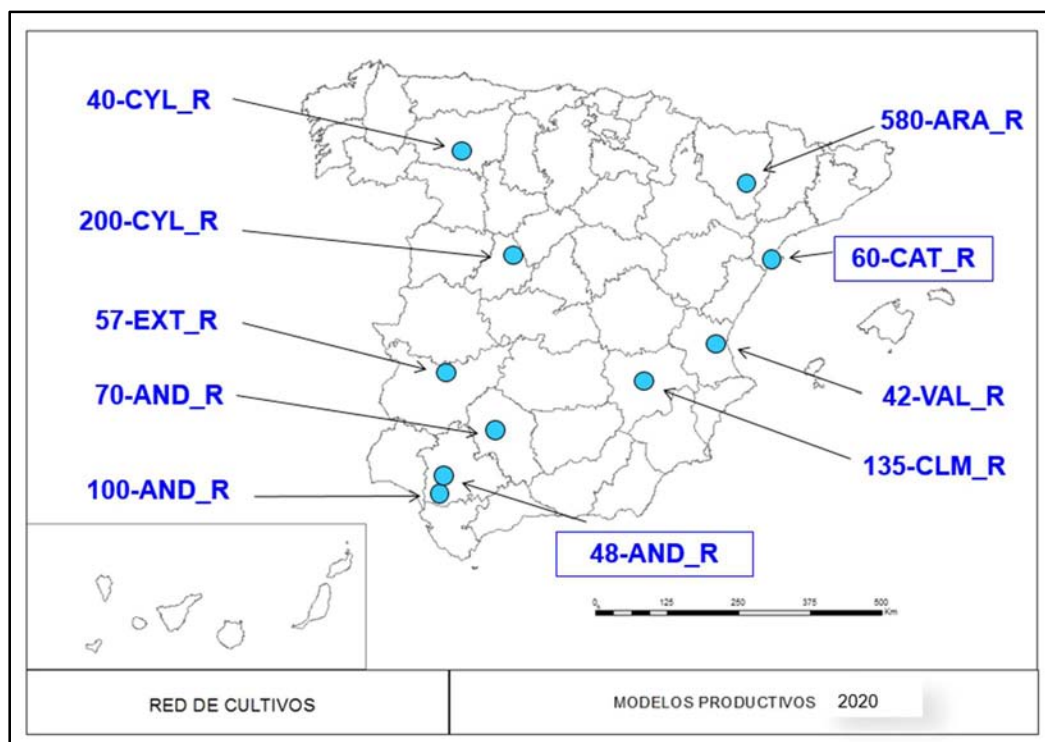 40-CYL_R
580-ARA_R
200-CYL_R
60-CAT_R
57-EXT_R
70-AND_R
42-VAL_R
135-CLM_R
100-AND_R
48-AND_R
0 125 250 375 500
Km
RED DE CULTIVOS
MODELOS PRODUCTIVOS 2020